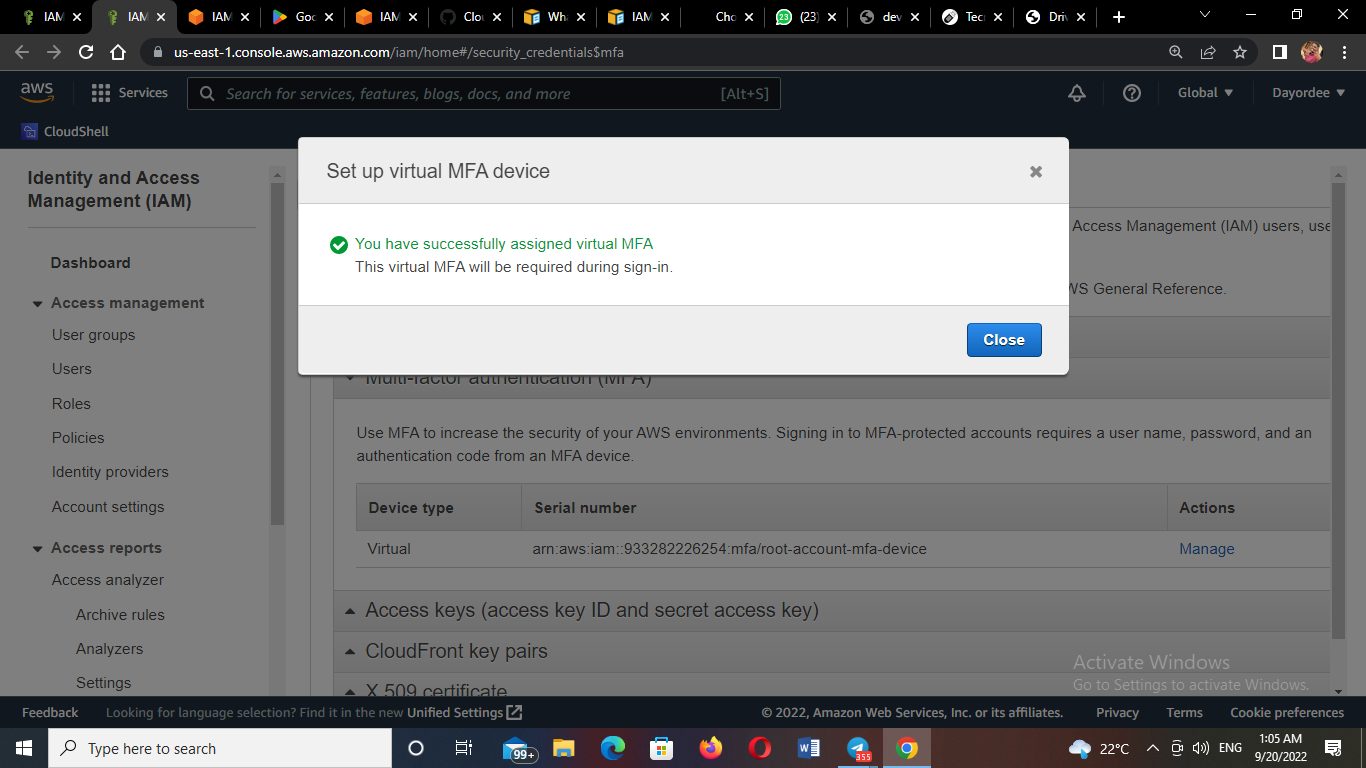 IAM
IAM
IAM
Goo
IAM
Clou
Wha
IAM
Cho
23
(23)
dev
Tec
Driv
us-east-1.console.aws.amazon.com/iam/home#/security_credentials$mfa
aws
Services
Search for services, features, blogs, docs, and more
[Alt+S]
Global
Dayordee
CloudShell
Identity and Access
Management (IAM)
Dashboard
Access management
User groups
Users
Roles
Policies
Identity providers
Account settings
Access reports
Access analyzer
Archive rules
Analyzers
Settings
Set up virtual MFA device
You have successfully assigned virtual MFA
This virtual MFA will be required during sign-in.
Close
Access Management (IAM) users, use
WS General Reference.
Multi-factor authentication (MFA)
Use MFA to increase the security of your AWS environments. Signing in to MFA-protected accounts requires a user name, password, and an
authentication code from an MFA device.
Device type
Serial number
Actions
Virtual
arn:aws:iam::933282226254:mfa/root-account-mfa-device
Manage
Access keys (access key ID and secret access key)
CloudFront key pairs
X.509 certificate
Activate Windows
Go to Settings to activate Windows.
Feedback
Looking for language selection? Find it in the new Unified Settings
© 2022, Amazon Web Services, Inc. or its affiliates.
Privacy
Terms
Cookie preferences
Type here to search
99+
355
22°C
ENG
1:05 AM
9/20/2022